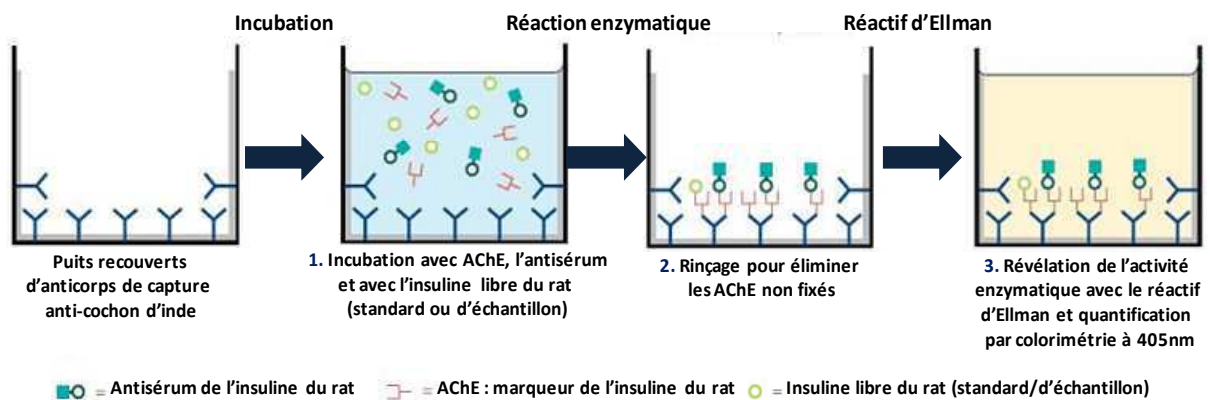 Incubation
Réaction enzymatique
Réactif d'Ellman
Puits recouverts
d'anticorps de capture
anti-cochon d'inde
1. Incubation avec AChE, l'antisérum
et avec l'insuline libre du rat
(standard ou d'échantillon)
2. Rinçage pour éliminer
les AChE non fixés
3. Révélation de l'activité
enzymatique avec le réactif
d'Ellman et quantification
par colorimétrie à 405nm
= Antisérum de l'insuline du rat = AChE : marqueur de l'insuline du rat = Insuline libre du rat (standard/d'échantillon)